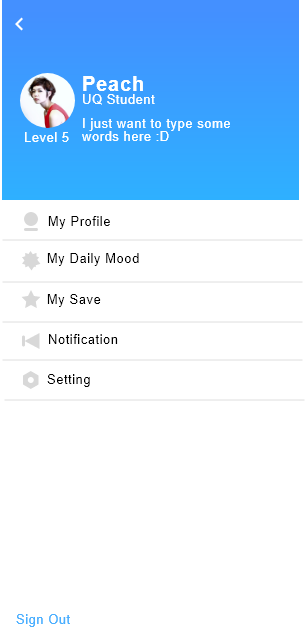 Peach
UQ Student
I just want to type some
words here :D
Level 5
My Profile
My Daily Mood
My Save
Notification
Setting
Sign Out